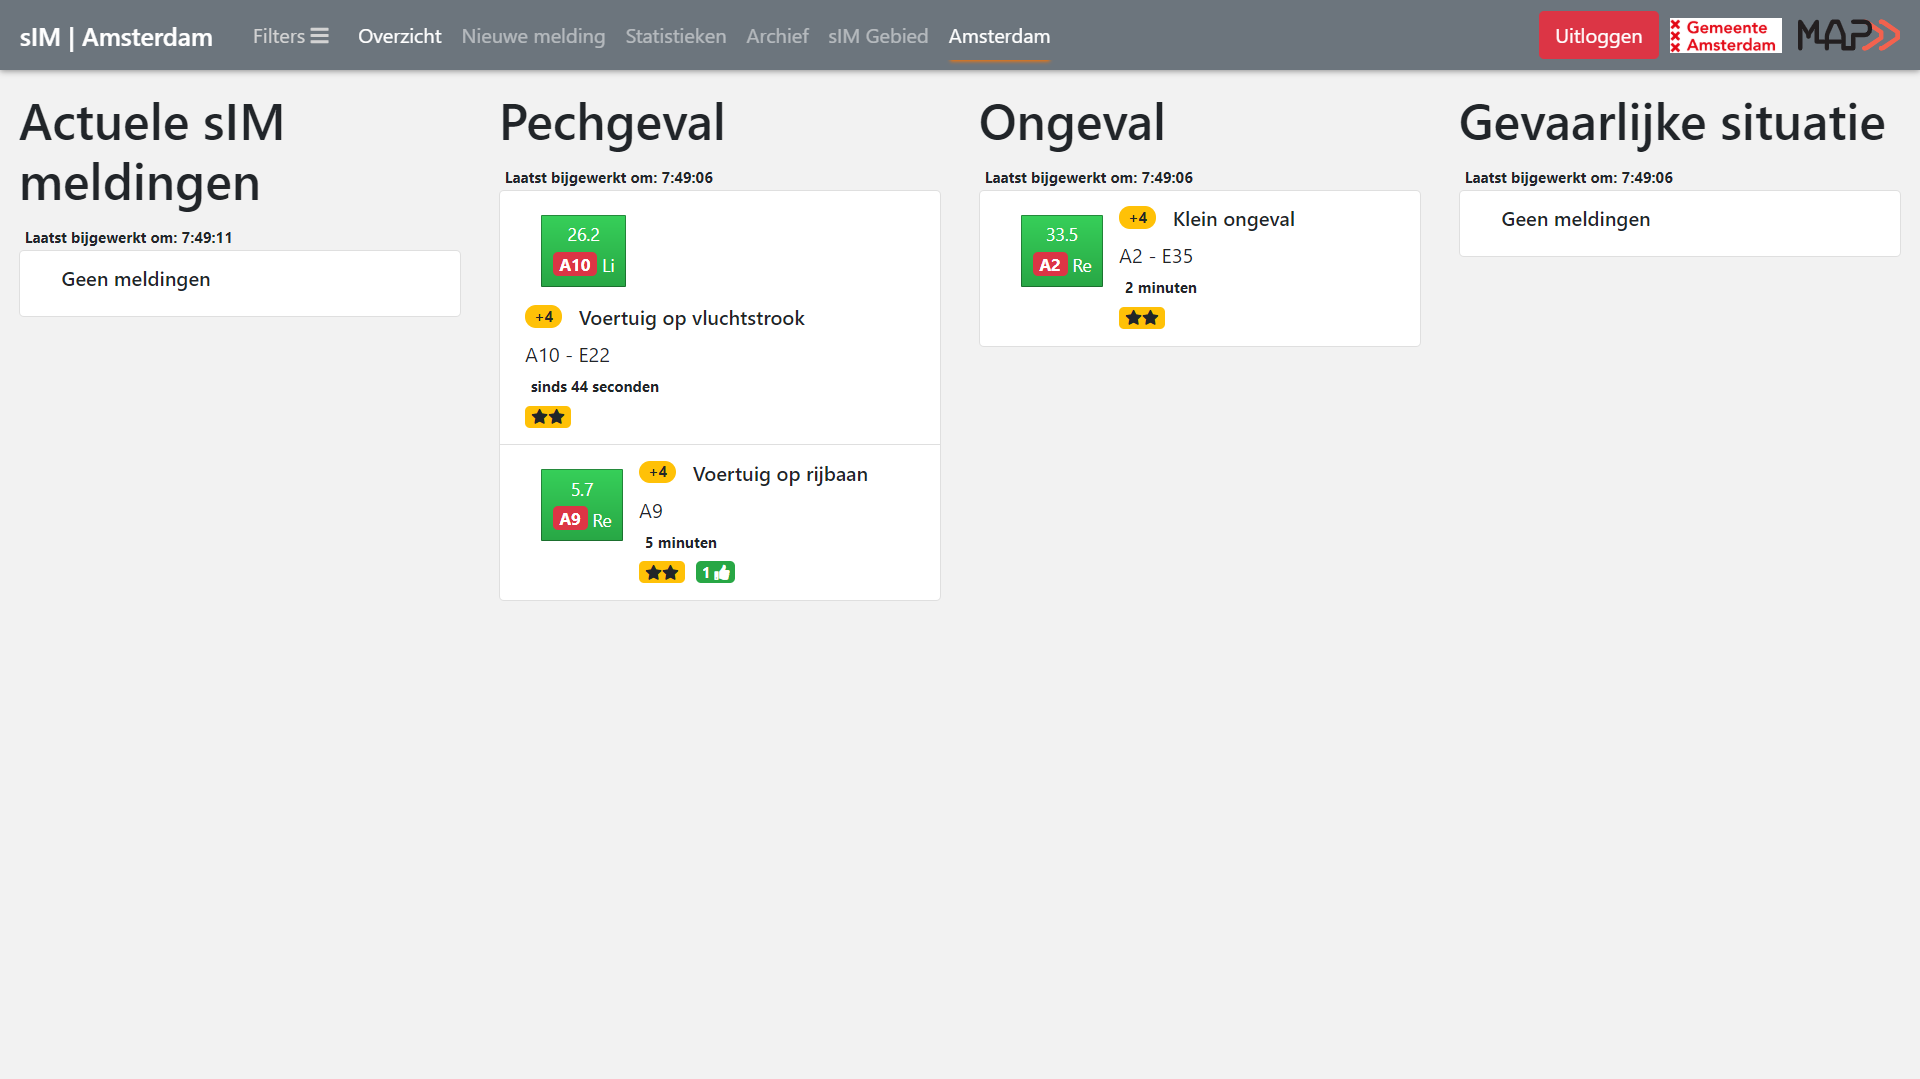 sIM | Amsterdam
Filters
Overzicht
Nieuwe melding
Statistieken
Archief
sIM Gebied
Amsterdam
Uitloggen
Gemeente
Amsterdam
MAP
Actuele sIM
meldingen
Laatst bijgewerkt om: 7:49:11
Geen meldingen
Pechgeval
Laatst bijgewerkt om: 7:49:06
26.2
A10 Li
+4 Voertuig op vluchtstrook
A10 - E22
sinds 44 seconden
5.7
A9 Re
+4 Voertuig op rijbaan
A9
5 minuten
1
Ongeval
Laatst bijgewerkt om: 7:49:06
33.5
A2 Re
+4 Klein ongeval
A2 - E35
2 minuten
Gevaarlijke situatie
Laatst bijgewerkt om: 7:49:06
Geen meldingen